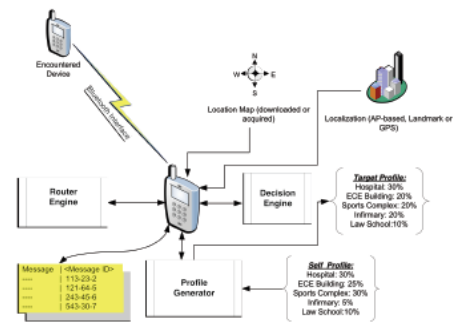 Encountered
Device
Bluetooth Interface
N
W
E
S
Location Map (downloaded or
acquired)
Localization (AP-based, Landmark or
GPS)
Router
Engine
Decision
Engine
Target Profile:
Hospital: 30%
ECE Building: 20%
Sports Complex: 20%
Infirmary: 20%
Law School:10%
Message | <Message ID>
---- | 113-23-2
---- | 121-64-5
---- | 243-45-6
---- | 543-30-7
Profile
Generator
Self Profile:
Hospital: 30%
ECE Building: 25%
Sports Complex: 30%
Infirmary: 5%
Law School:10%